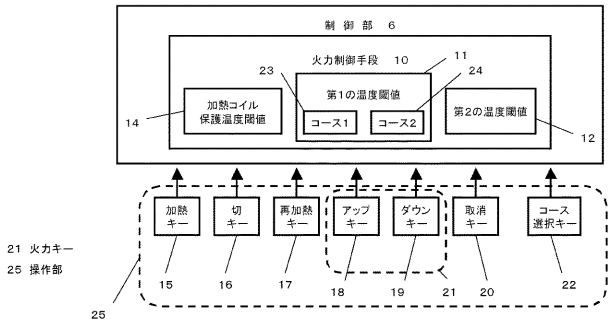 制御部 6
火力制御手段 10
11
23
24
第1の温度閾値
加熱コイル
保護温度閾値
コース1
コース2
第2の温度閾値
14
12
加熱
キー
切
キー
再加熱
キー
アップ
キー
ダウン
キー
取消
キー
コース
選択キー
21 火力キー
25 操作部
15
16
17
18
19
21
20
22
25